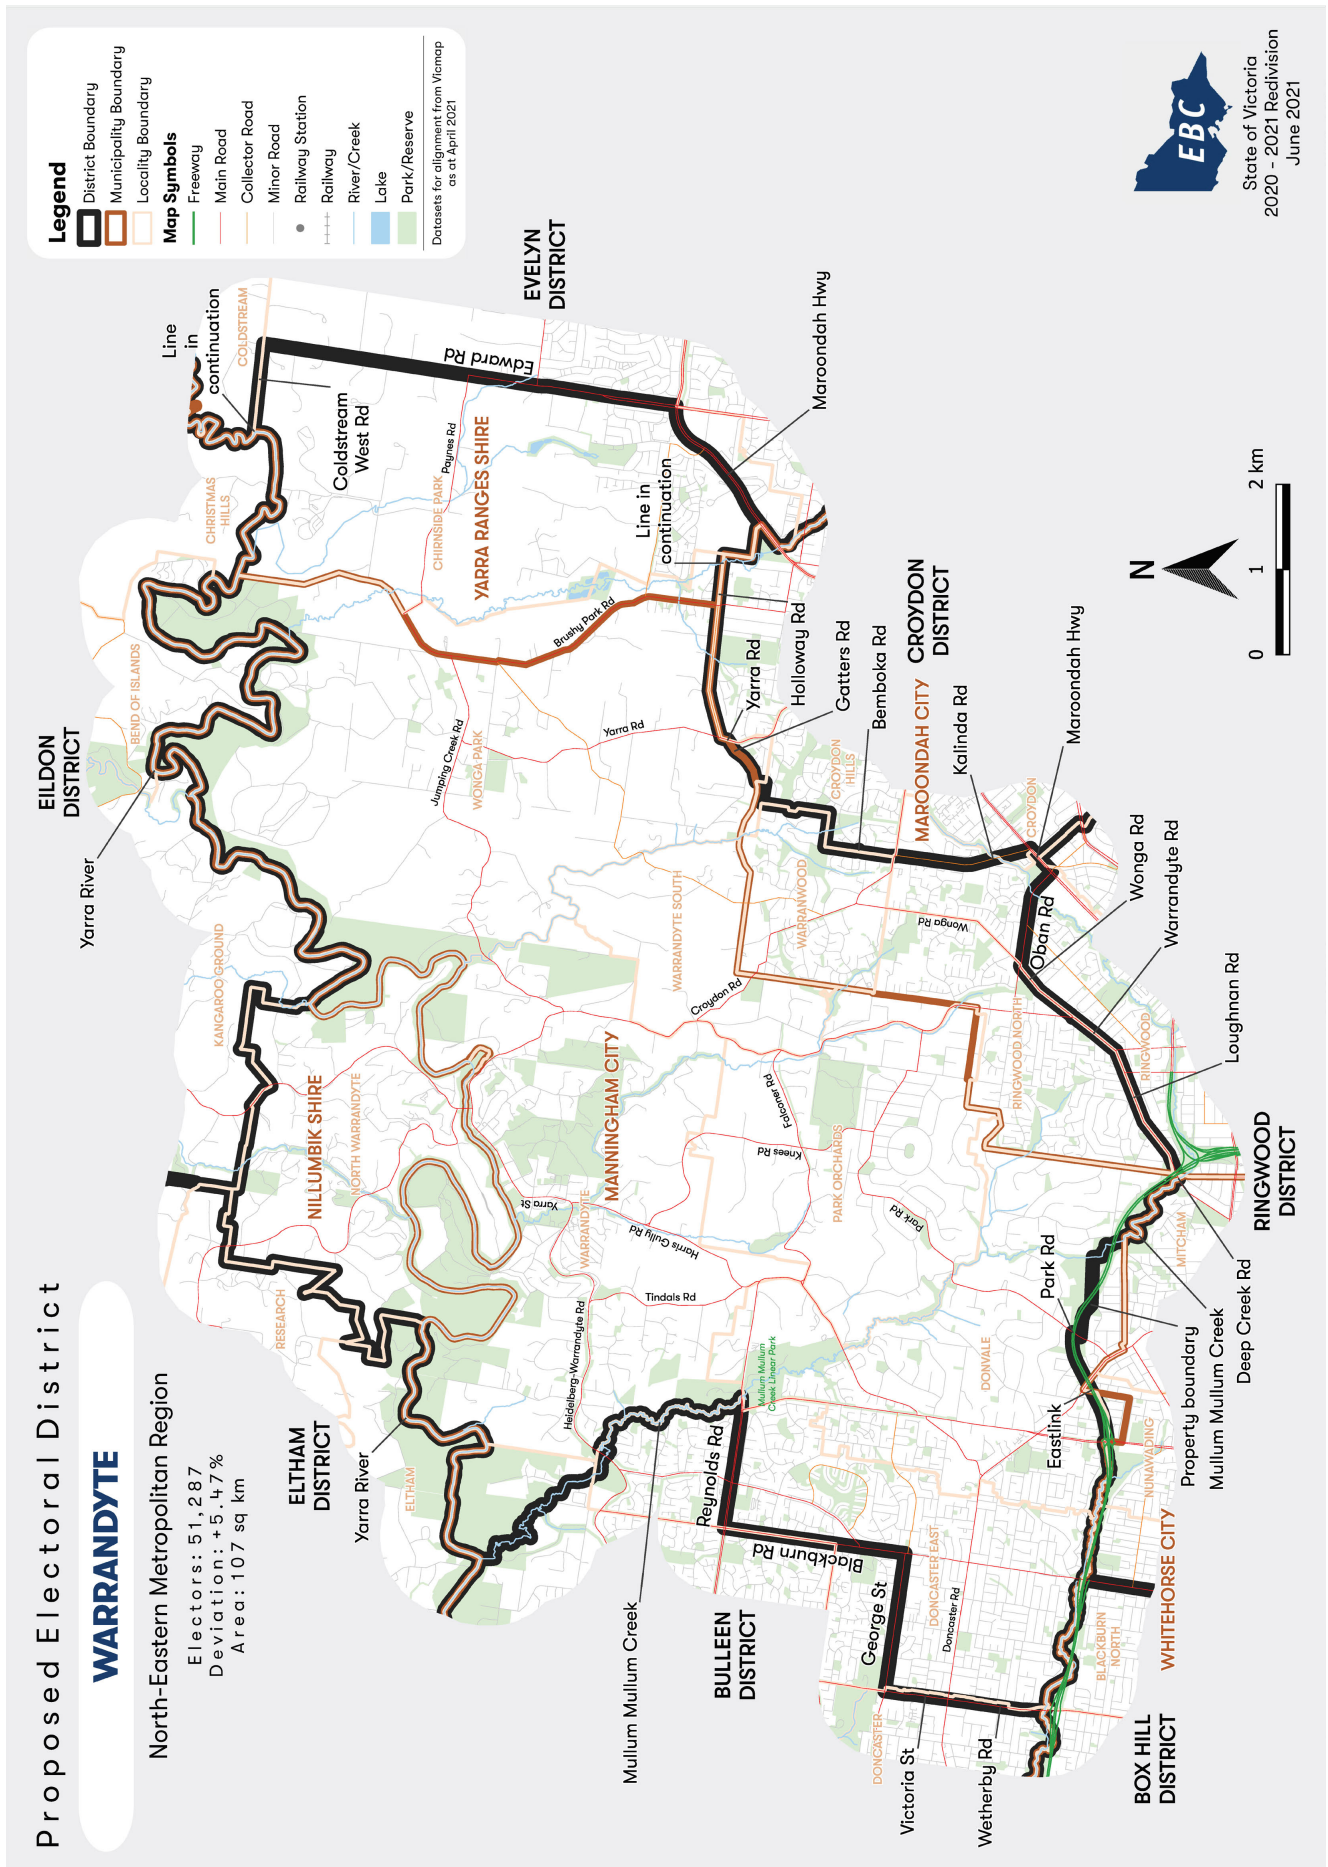 Proposed Electoral District
WARRANDYTE
North-Eastern Metropolitan Region
Electors: 51,287
Deviation: +5.47%
Area: 107 sq km
Legend
District Boundary
Municipality Boundary
Locality Boundary
Map Symbols
Freeway
Main Road
Collector Road
Minor Road
Railway Station
Railway
River/Creek
Lake
Park/Reserve
Datasets for alignment from Vicmap
as at April 2021
EILDON
DISTRICT
Yarra River
KANGAROO GROUND
BEND OF ISLANDS
CHRISTMAS
HILLS
Line
in
continuation
COLDSTREAM
Coldstream
West Rd
EVELYN
DISTRICT
Edward Rd
Paynes Rd
CHIRNSIDE PARK
YARRA RANGES SHIRE
Line in
continuation
Maroondah Hwy
Brushy Park Rd
Jumping Creek Rd
WONGA PARK
Yarra Rd
Yarra Rd
Holloway Rd
Gatters Rd
Bemboka Rd
CROYDON
DISTRICT
CROYDON
HILLS
MAROONDAH CITY
Kalinda Rd
CROYDON
Maroondah Hwy
RESEARCH
NILLUMBIK SHIRE
NORTH WARRANDYTE
ELTHAM
DISTRICT
Yarra River
ELTHAM
Yarra St
WARRANDYTE
MANNINGHAM CITY
Harris Gully Rd
Heidelberg-Warrandyte Rd
Tindals Rd
WARRANDYTE SOUTH
Croydon Rd
WARRANWOOD
Wonga Rd
Oban Rd
Wonga Rd
Warrandyte Rd
Loughnan Rd
Falconer Rd
Knees Rd
PARK ORCHARDS
Park Rd
RINGWOOD NORTH
RINGWOOD
RINGWOOD
DISTRICT
Mullum Mullum
Creek Linear Park
Reynolds Rd
Mullum Mullum Creek
DONVALE
Park Rd
MITCHAM
Deep Creek Rd
Mullum Mullum Creek
Property boundary
Eastlink
NUNAWADING
BULLEEN
DISTRICT
Blackburn Rd
George St
DONCASTER EAST
Doncaster Rd
DONCASTER
Victoria St
Wetherby Rd
BLACKBURN
NORTH
WHITEHORSE CITY
BOX HILL
DISTRICT
N
0 1 2 km
EBC
State of Victoria
2020 - 2021 Redivision
June 2021